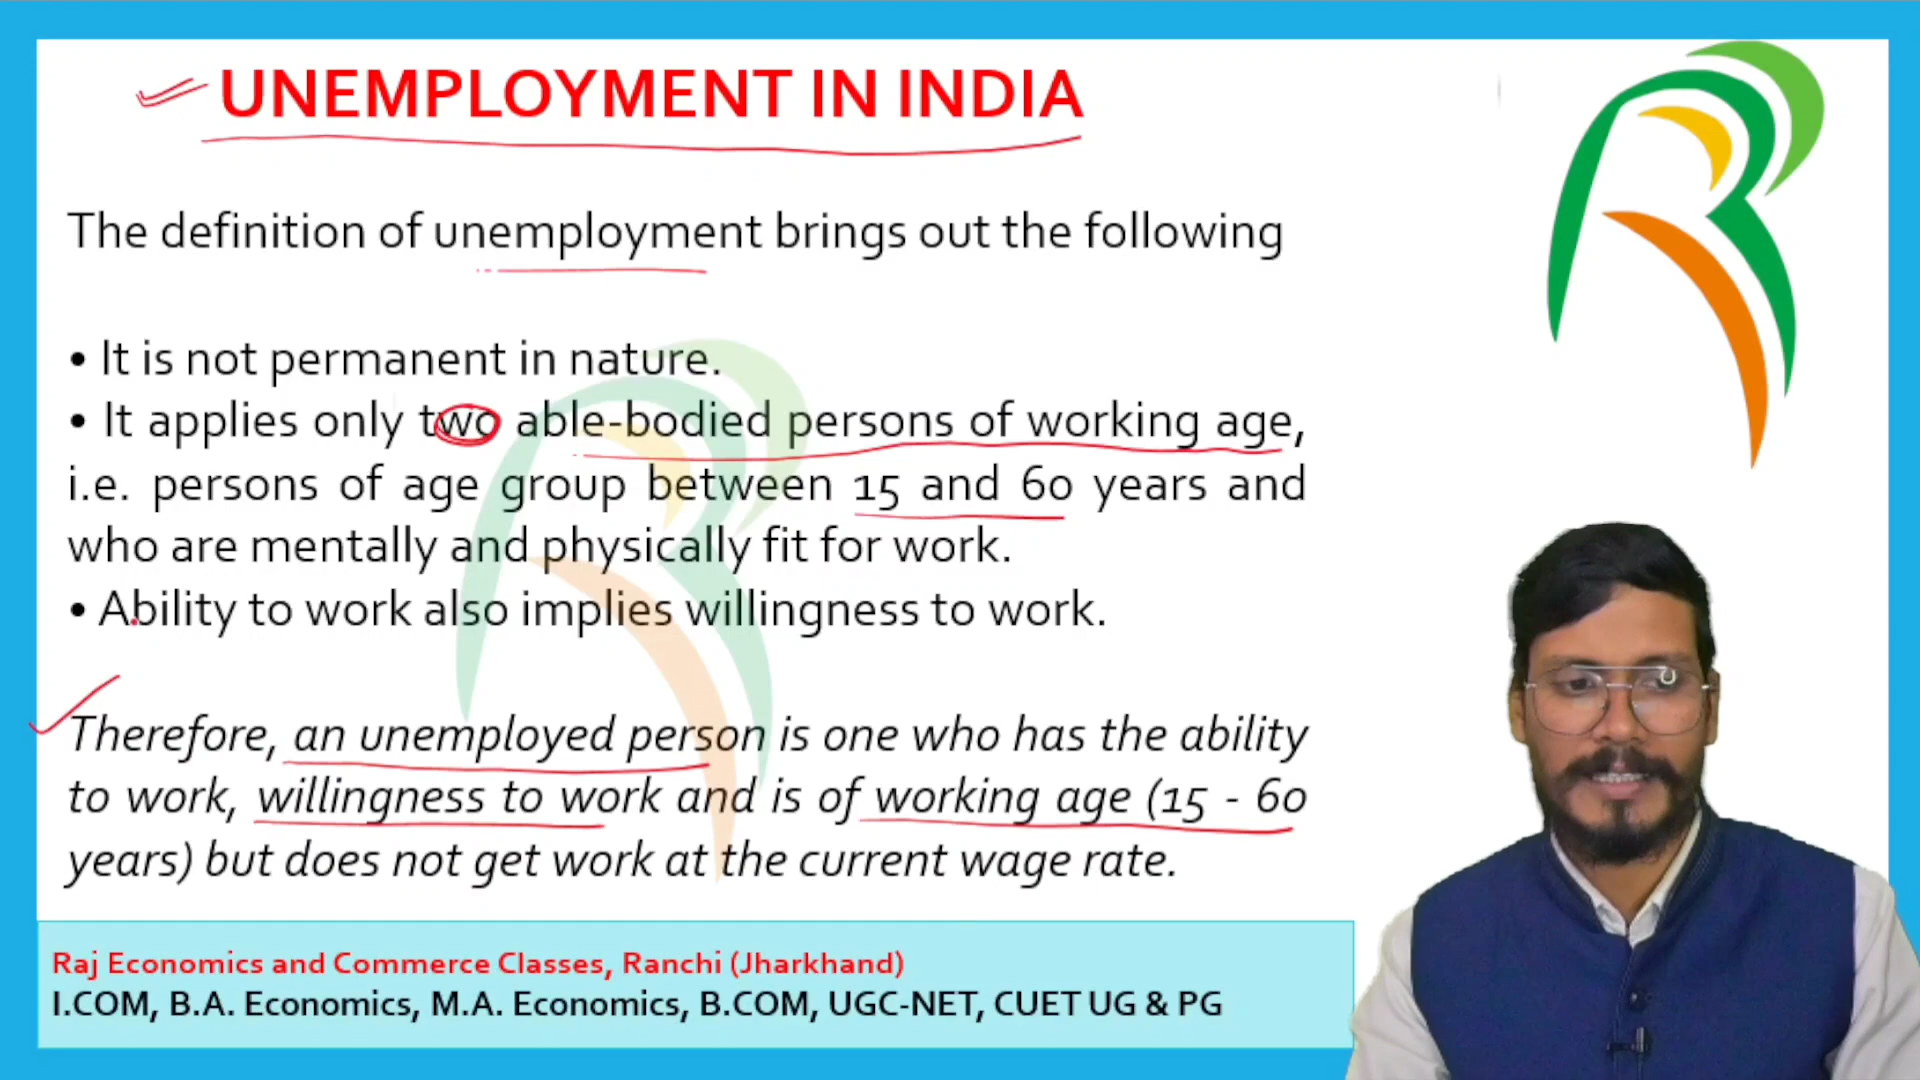 UNEMPLOYMENT IN INDIA
The definition of unemployment brings out the following
• It is not permanent in nature.
• It applies only two able-bodied persons of working age,
i.e. persons of age group between 15 and 60 years and
who are mentally and physically fit for work.
• Ability to work also implies willingness to work.
Therefore, an unemployed person is one who has the ability
to work, willingness to work and is of working age (15 - 60
years) but does not get work at the current wage rate.
Raj Economics and Commerce Classes, Ranchi (Jharkhand)
I.COM, B.A. Economics, M.A. Economics, B.COM, UGC-NET, CUET UG & PG